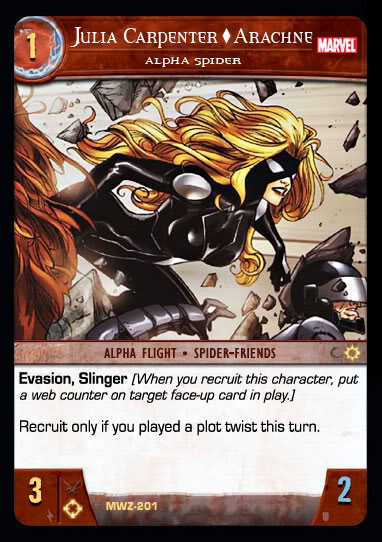 1
Julia Carpenter ♦ Arachne
MARVEL
Alpha Spider
ALPHA FLIGHT • SPIDER-FRIENDS
C
Evasion, Slinger [When you recruit this character, put
a web counter on target face-up card in play.]
Recruit only if you played a plot twist this turn.
3
MWZ-201
2